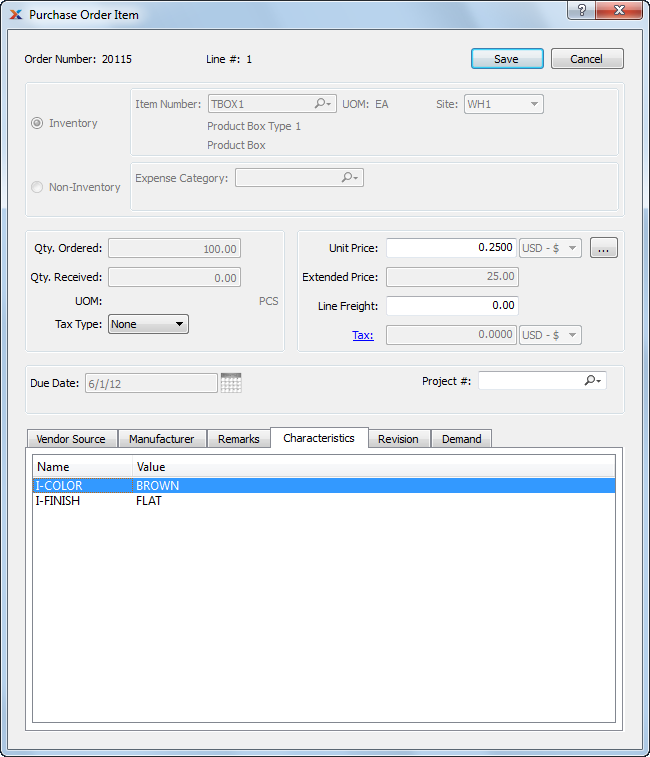 Purchase Order Item
Order Number: 20115 Line #: 1 Save Cancel
Item Number: TBOX1 UOM: EA Site: WH1
Inventory
Product Box Type 1
Product Box
Expense Category:
Non-Inventory
Qty. Ordered: 100.00 Unit Price: 0.2500 USD - $ ...
Qty. Received: 0.00 Extended Price: 25.00
UOM: PCS Line Freight: 0.00
Tax Type: None Tax: 0.0000 USD - $
Due Date: 6/1/12 Project #:
Vendor Source Manufacturer Remarks Characteristics Revision Demand
Name Value
I-COLOR BROWN
I-FINISH FLAT